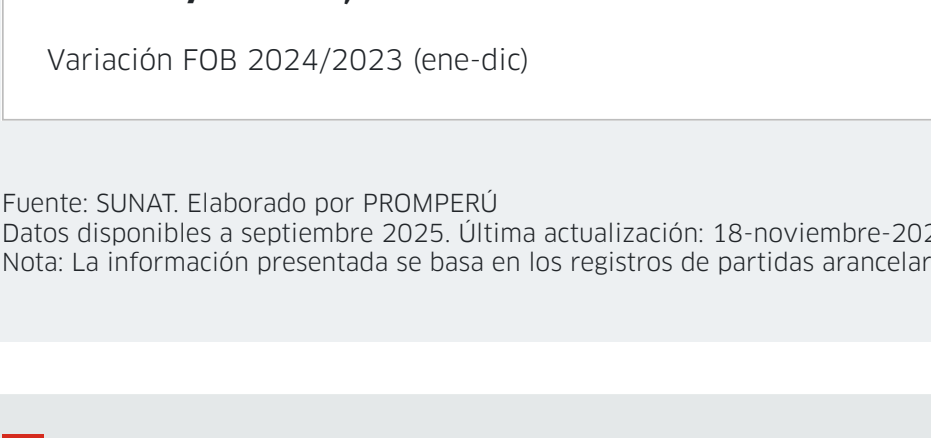 Variación FOB 2024/2023 (ene-dic)
Fuente: SUNAT. Elaborado por PROMPERÚ
Datos disponibles a septiembre 2025. Última actualización: 18-noviembre-202
Nota: La información presentada se basa en los registros de partidas arancelar